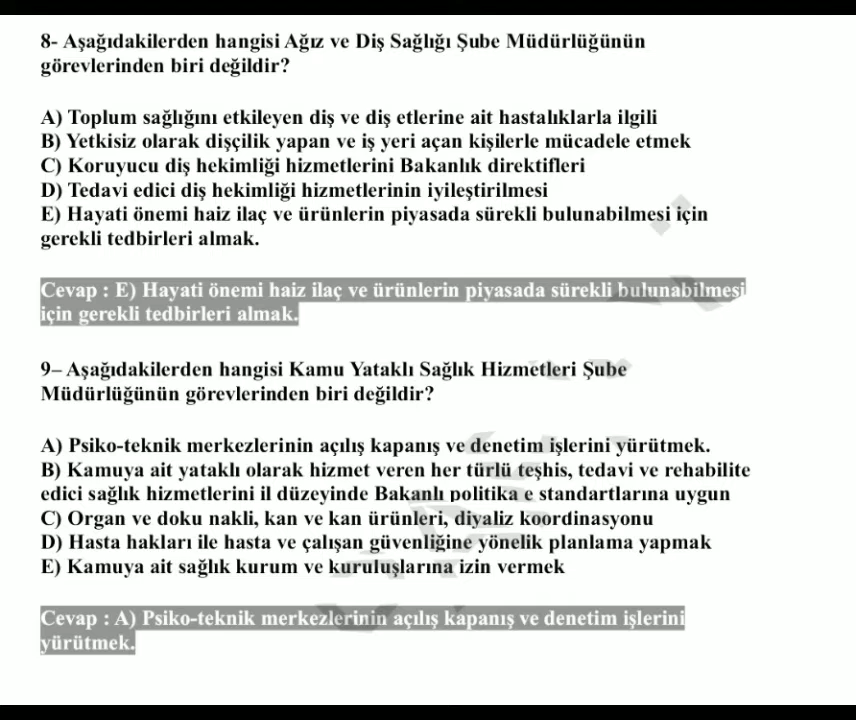 8- Aşağıdakilerden hangisi Ağız ve Diş Sağlığı Şube Müdürlüğünün
görevlerinden biri değildir?
A) Toplum sağlığını etkileyen diş ve diş etlerine ait hastalıklarla ilgili
B) Yetkisiz olarak dişçilik yapan ve iş yeri açan kişilerle mücadele etmek
C) Koruyucu diş hekimliği hizmetlerini Bakanlık direktifleri
D) Tedavi edici diş hekimliği hizmetlerinin iyileştirilmesi
E) Hayati önemi haiz ilaç ve ürünlerin piyasada sürekli bulunabilmesi için
gerekli tedbirleri almak.
Cevap : E) Hayati önemi haiz ilaç ve ürünlerin piyasada sürekli bulunabilmesi
için gerekli tedbirleri almak.
9– Aşağıdakilerden hangisi Kamu Yataklı Sağlık Hizmetleri Şube
Müdürlüğünün görevlerinden biri değildir?
A) Psiko-teknik merkezlerinin açılış kapanış ve denetim işlerini yürütmek.
B) Kamuya ait yataklı olarak hizmet veren her türlü teşhis, tedavi ve rehabilite
edici sağlık hizmetlerini il düzeyinde Bakanlı politika e standartlarına uygun
C) Organ ve doku nakli, kan ve kan ürünleri, diyaliz koordinasyonu
D) Hasta hakları ile hasta ve çalışan güvenliğine yönelik planlama yapmak
E) Kamuya ait sağlık kurum ve kuruluşlarına izin vermek
Cevap : A) Psiko-teknik merkezlerinin açılış kapanış ve denetim işlerini
yürütmek.